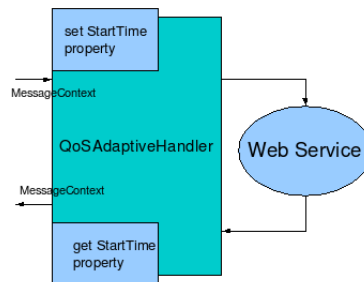 set StartTime
property
MessageContext
QoSAdaptiveHandler
Web Service
MessageContext
get StartTime
property